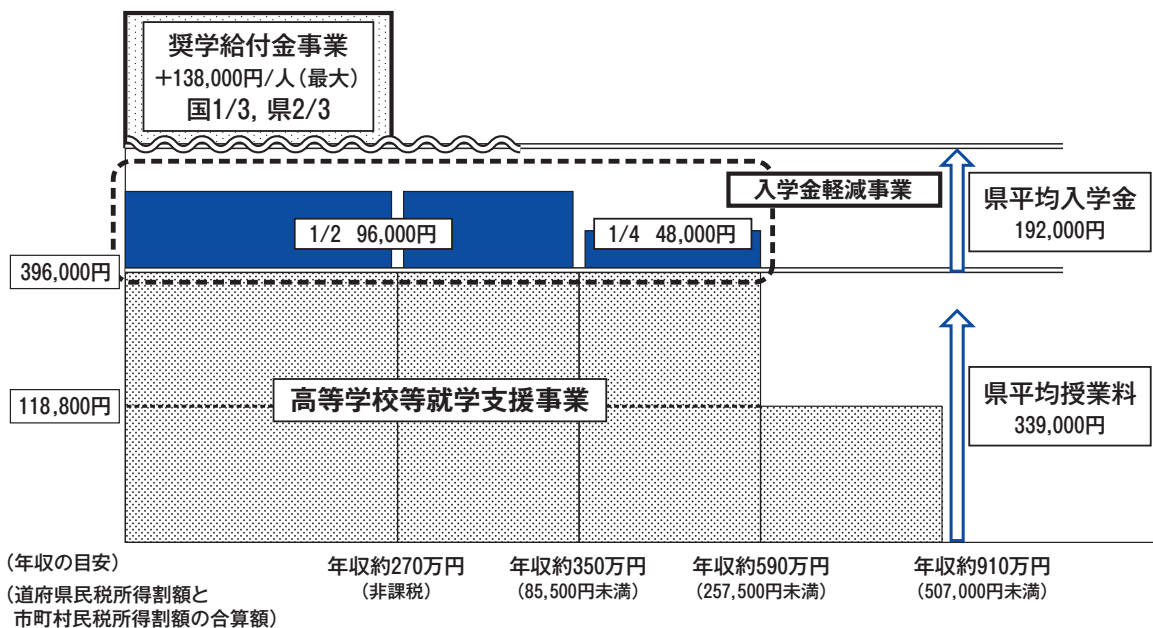 奨学給付金事業
+138,000円/人(最大)
国1/3, 県2/3
入学金軽減事業
県平均入学金
192,000円
1/2 96,000円
1/4 48,000円
396,000円
高等学校等就学支援事業
118,800円
県平均授業料
339,000円
(年収の目安)
年収約270万円
年収約350万円
年収約590万円
年収約910万円
(非課税)
(85,500円未満)
(257,500円未満)
(507,000円未満)
(道府県民税所得割額と
市町村民税所得割額の合算額)